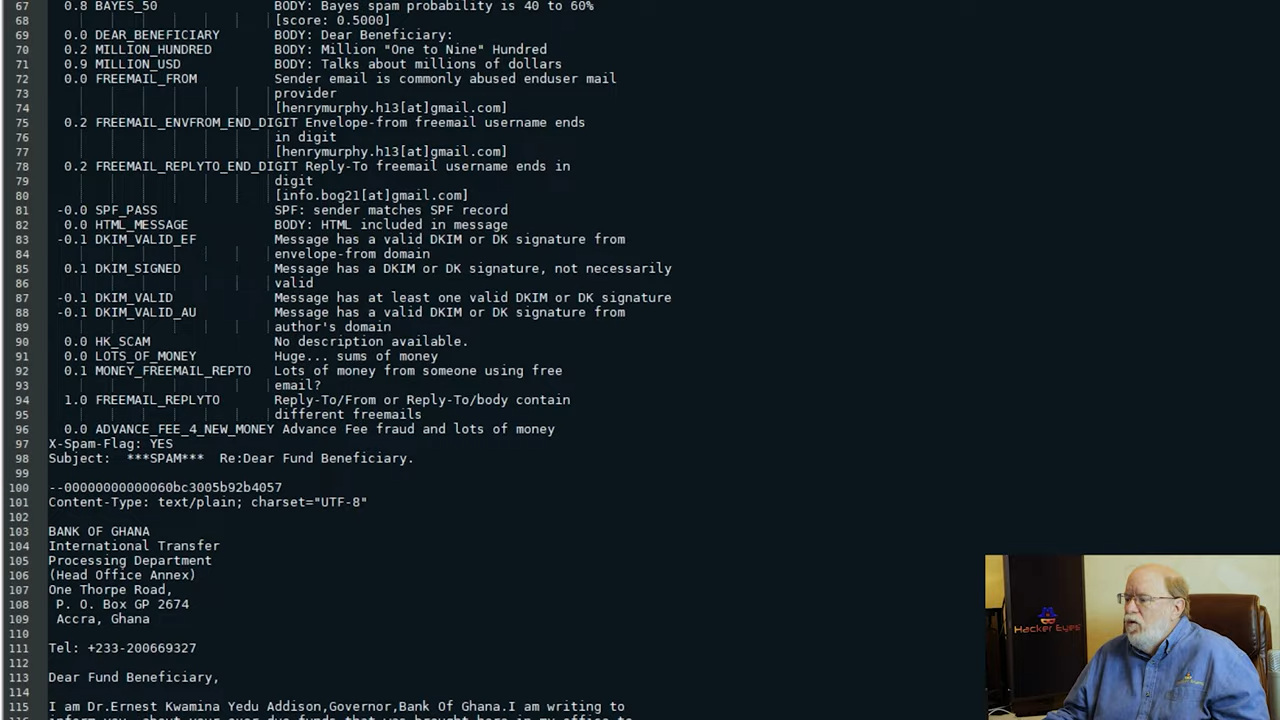 67 0.8 BAYES_50 BODY: Bayes spam probability is 40 to 60%
68 [score: 0.5000]
69 0.0 DEAR_BENEFICIARY BODY: Dear Beneficiary:
70 0.2 MILLION_HUNDRED BODY: Million "One to Nine" Hundred
71 0.9 MILLION_USD BODY: Talks about millions of dollars
72 0.0 FREEMAIL_FROM Sender email is commonly abused enduser mail
73 provider
74 [henrymurphy.h13[at]gmail.com]
75 0.2 FREEMAIL_ENVFROM_END_DIGIT Envelope-from freemail username ends
76 in digit
77 [henrymurphy.h13[at]gmail.com]
78 0.2 FREEMAIL_REPLYTO_END_DIGIT Reply-To freemail username ends in
79 digit
80 [info.bog21[at]gmail.com]
81 -0.0 SPF_PASS SPF: sender matches SPF record
82 0.0 HTML_MESSAGE BODY: HTML included in message
83 -0.1 DKIM_VALID_EF Message has a valid DKIM or DK signature from
84 envelope-from domain
85 0.1 DKIM_SIGNED Message has a DKIM or DK signature, not necessarily
86 valid
87 -0.1 DKIM_VALID Message has at least one valid DKIM or DK signature
88 -0.1 DKIM_VALID_AU Message has a valid DKIM or DK signature from
89 author's domain
90 0.0 HK_SCAM No description available.
91 0.0 LOTS_OF_MONEY Huge... sums of money
92 0.1 MONEY_FREEMAIL_REPTO Lots of money from someone using free
93 email?
94 1.0 FREEMAIL_REPLYTO Reply-To/From or Reply-To/body contain
95 different freemails
96 0.0 ADVANCE_FEE_4_NEW_MONEY Advance Fee fraud and lots of money
97 X-Spam-Flag: YES
98 Subject: ***SPAM*** Re:Dear Fund Beneficiary.
99
100 --00000000000060bc3005b92b4057
101 Content-Type: text/plain; charset="UTF-8"
102
103 BANK OF GHANA
104 International Transfer
105 Processing Department
106 (Head Office Annex)
107 One Thorpe Road,
108 P. O. Box GP 2674
109 Accra, Ghana
110
111 Tel: +233-200669327
112
113 Dear Fund Beneficiary,
114
115 I am Dr.Ernest Kwamina Yedu Addison,Governor,Bank Of Ghana.I am writing to
Hacker Eyes